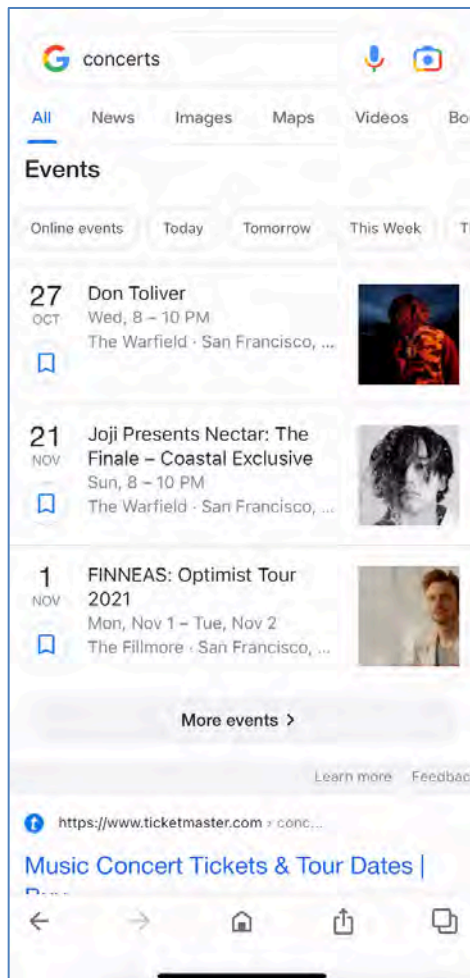 concerts
All News Images Maps Videos Bo
Events
Online events Today Tomorrow This Week
27
OCT
Don Toliver
Wed, 8 – 10 PM
The Warfield · San Francisco, ...
21
NOV
Joji Presents Nectar: The
Finale – Coastal Exclusive
Sun, 8 – 10 PM
The Warfield · San Francisco, ...
1
NOV
FINNEAS: Optimist Tour
2021
Mon, Nov 1 – Tue, Nov 2
The Fillmore · San Francisco, ...
More events >
Learn more Feedbac
https://www.ticketmaster.com › conc...
Music Concert Tickets & Tour Dates |